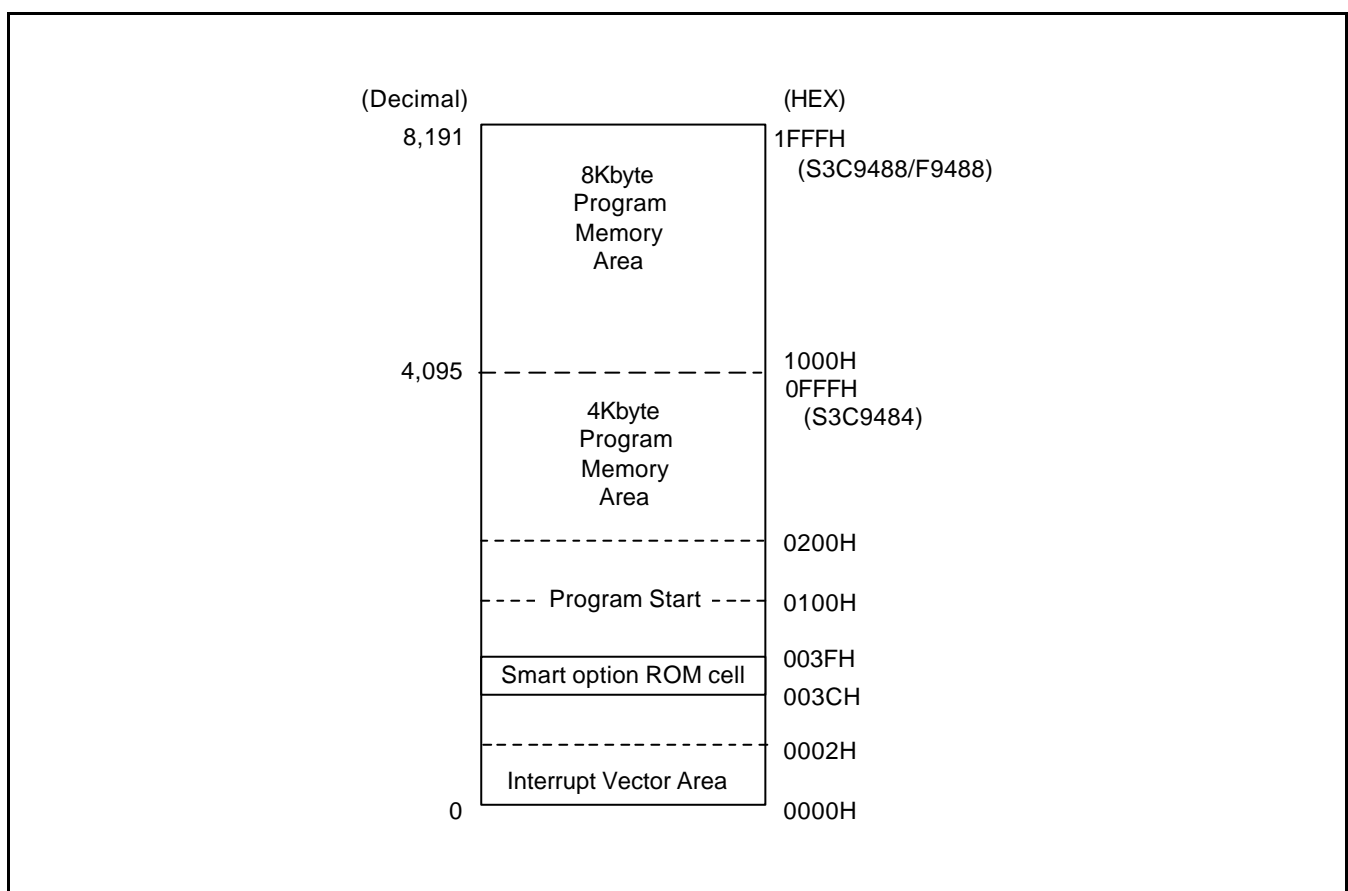 (Decimal) (HEX)
8,191 1FFFH
(S3C9488/F9488)
8Kbyte
Program
Memory
Area
4,095 1000H
0FFFH
(S3C9484)
4Kbyte
Program
Memory
Area
0200H
Program Start 0100H
003FH
Smart option ROM cell
003CH
0002H
Interrupt Vector Area
0 0000H